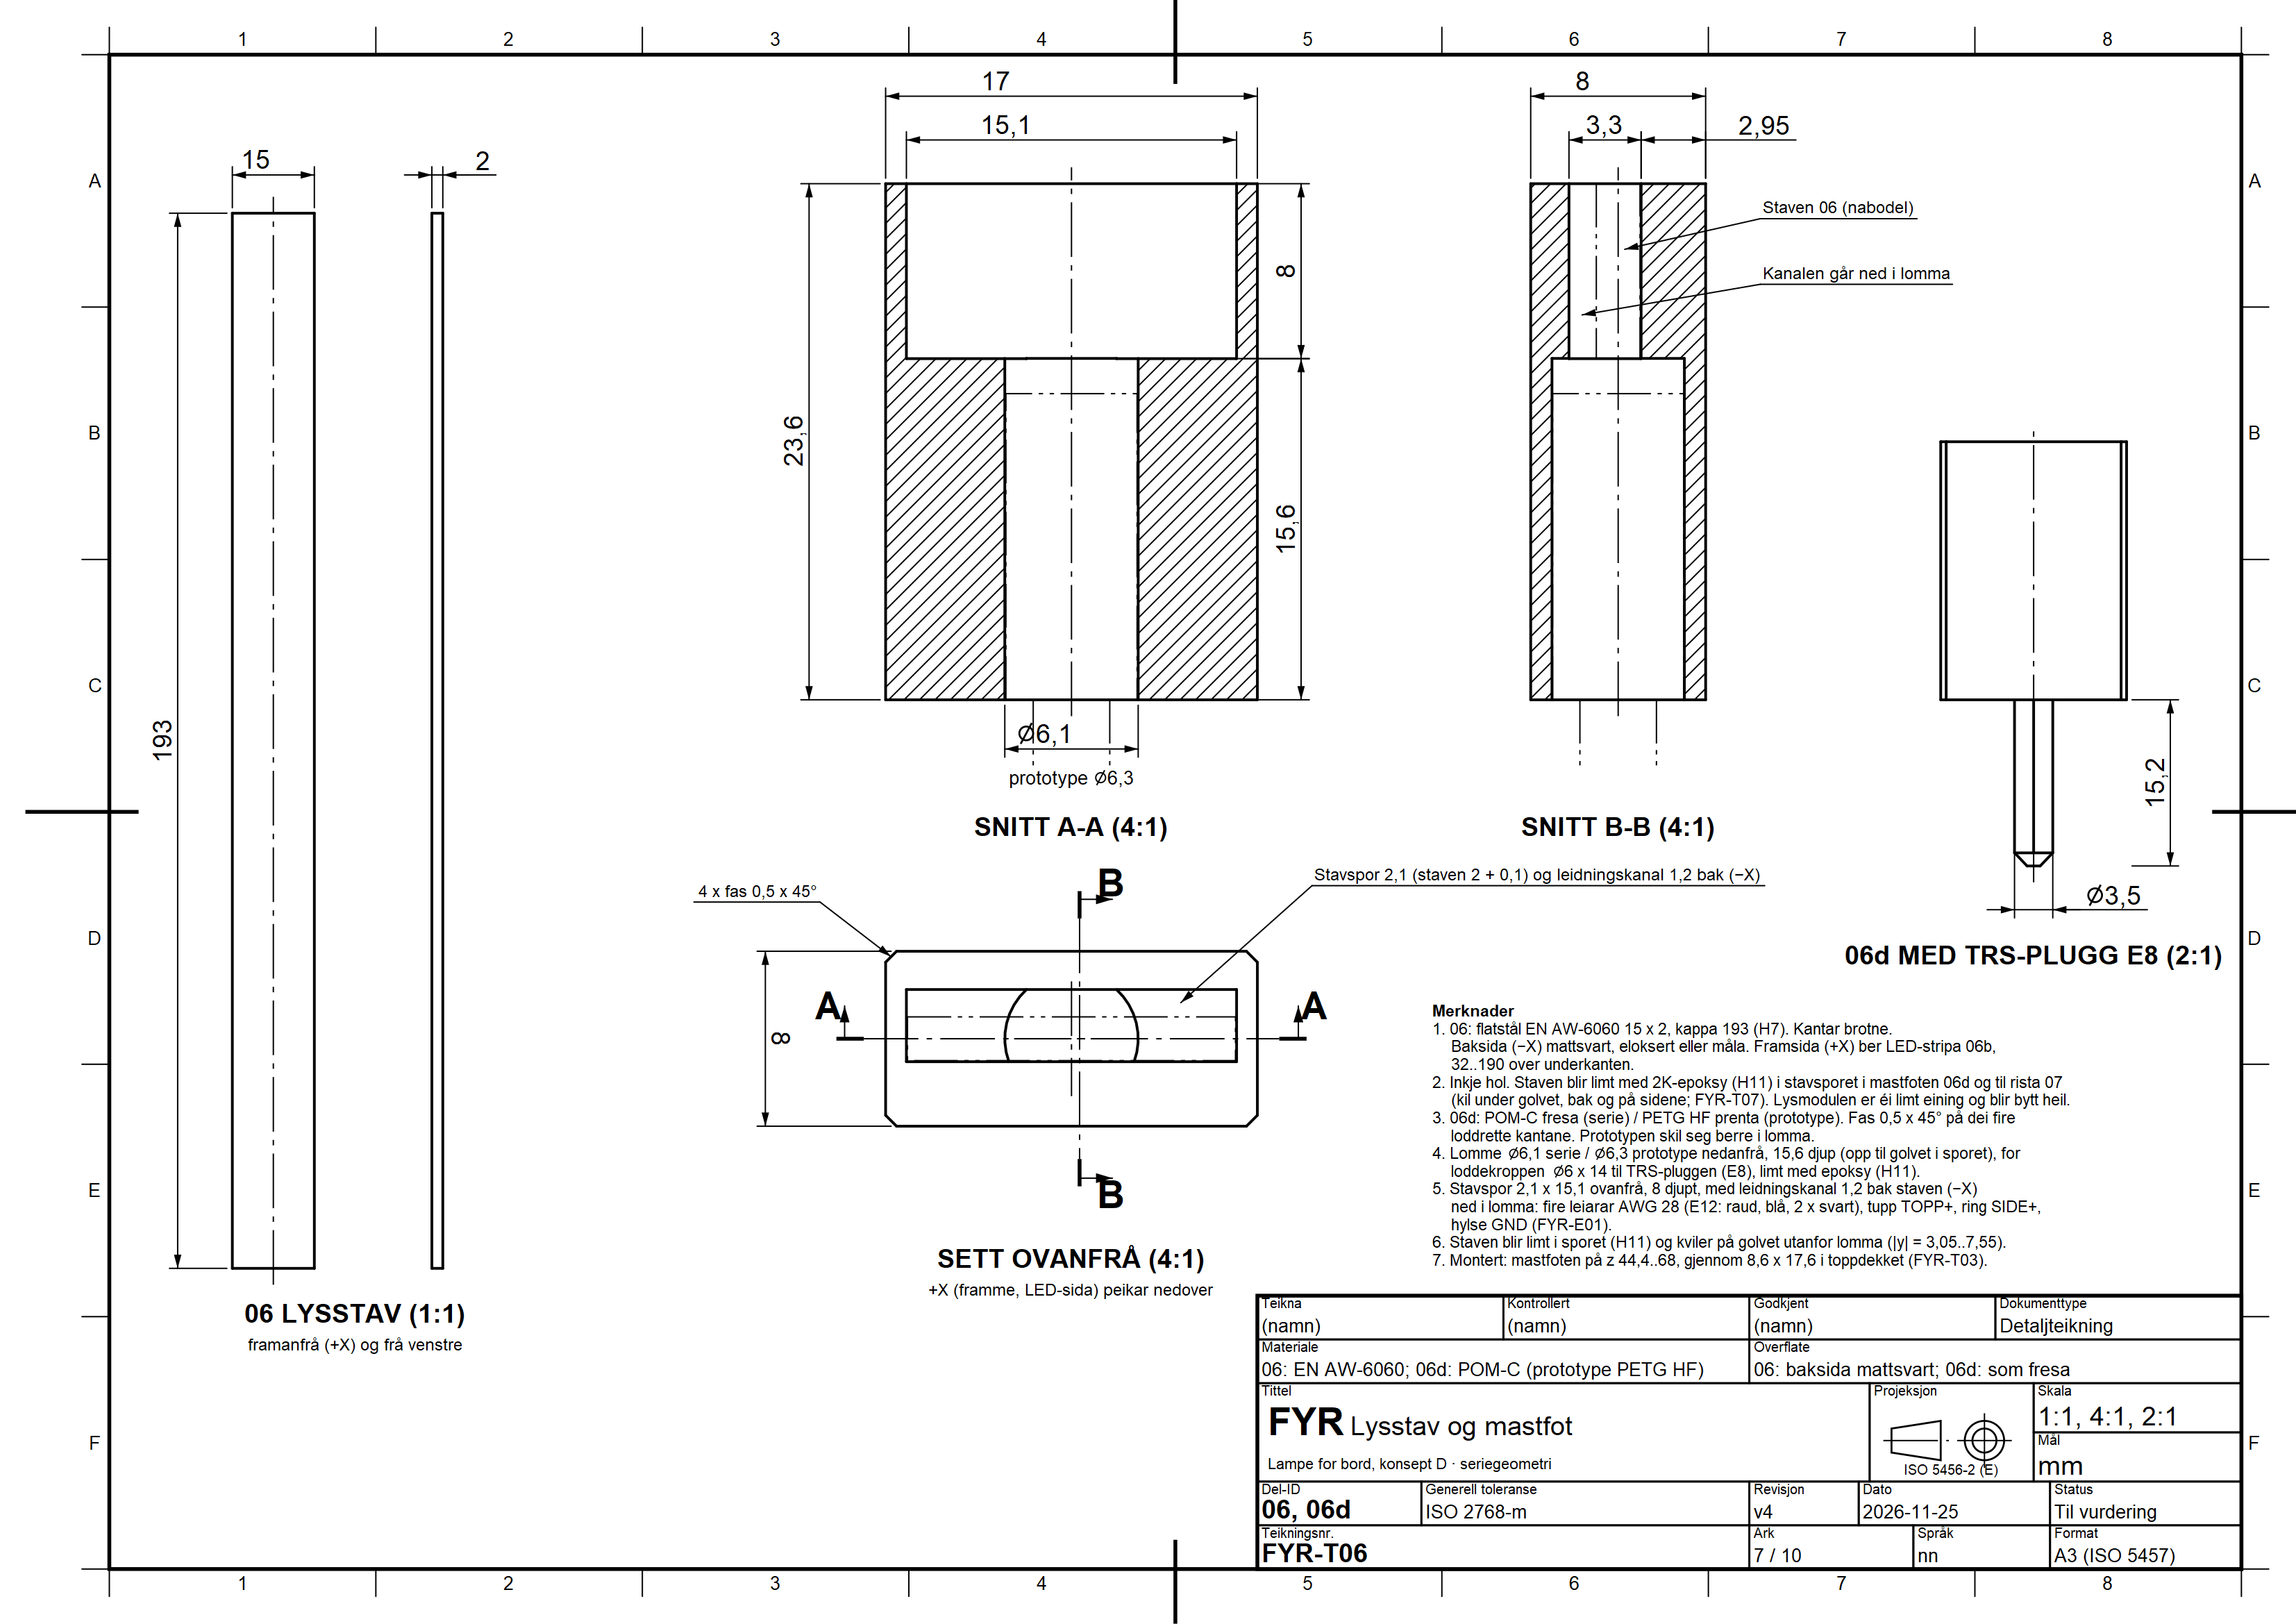 1 2 3 4 5 6 7 8
A A
B B
C C
D D
E E
F F
1 2 3 4 5 6 7 8
15
2
193
06 LYSSTAV (1:1)
framanfrå (+X) og frå venstre
17
15,1
23,6
8
15,6
⌀6,1
prototype ⌀6,3
SNITT A-A (4:1)
8
3,3
2,95
Staven 06 (nabodel)
Kanalen går ned i lomma
SNITT B-B (4:1)
15,2
⌀3,5
06d MED TRS-PLUGG E8 (2:1)
4 x fas 0,5 x 45°
Stavspor 2,1 (staven 2 + 0,1) og leidningskanal 1,2 bak (−X)
B
A A
8
B
SETT OVANFRÅ (4:1)
+X (framme, LED-sida) peikar nedover
Merknader
1. 06: flatstål EN AW-6060 15 x 2, kappa 193 (H7). Kantar brotne.
Baksida (−X) mattsvart, eloksert eller måla. Framsida (+X) ber LED-stripa 06b,
32..190 over underkanten.
2. Inkje hol. Staven blir limt med 2K-epoksy (H11) i stavsporet i mastfoten 06d og til rista 07
(kil under golvet, bak og på sidene; FYR-T07). Lysmodulen er éi limt eining og blir bytt heil.
3. 06d: POM-C fresa (serie) / PETG HF prenta (prototype). Fas 0,5 x 45° på dei fire
loddrette kantane. Prototypen skil seg berre i lomma.
4. Lomme ⌀6,1 serie / ⌀6,3 prototype nedanfrå, 15,6 djup (opp til golvet i sporet), for
loddekroppen ⌀6 x 14 til TRS-pluggen (E8), limt med epoksy (H11).
5. Stavspor 2,1 x 15,1 ovanfrå, 8 djupt, med leidningskanal 1,2 bak staven (−X)
ned i lomma: fire leiarar AWG 28 (E12: raud, blå, 2 x svart), tupp TOPP+, ring SIDE+,
hylse GND (FYR-E01).
6. Staven blir limt i sporet (H11) og kviler på golvet utanfor lomma (|y| = 3,05..7,55).
7. Montert: mastfoten på z 44,4..68, gjennom 8,6 x 17,6 i toppdekket (FYR-T03).
Teikna Kontrollert Godkjent Dokumenttype
(namn) (namn) (namn) Detaljteikning
Materiale Overflate
06: EN AW-6060; 06d: POM-C (prototype PETG HF) 06: baksida mattsvart; 06d: som fresa
Tittel Projeksjon Skala
FYR Lysstav og mastfot 1:1, 4:1, 2:1
Mål
Lampe for bord, konsept D · seriegeometri ISO 5456-2 (E) mm
Del-ID Generell toleranse Revisjon Dato Status
06, 06d ISO 2768-m v4 2026-11-25 Til vurdering
Teikningsnr. Ark Språk Format
FYR-T06 7 / 10 nn A3 (ISO 5457)